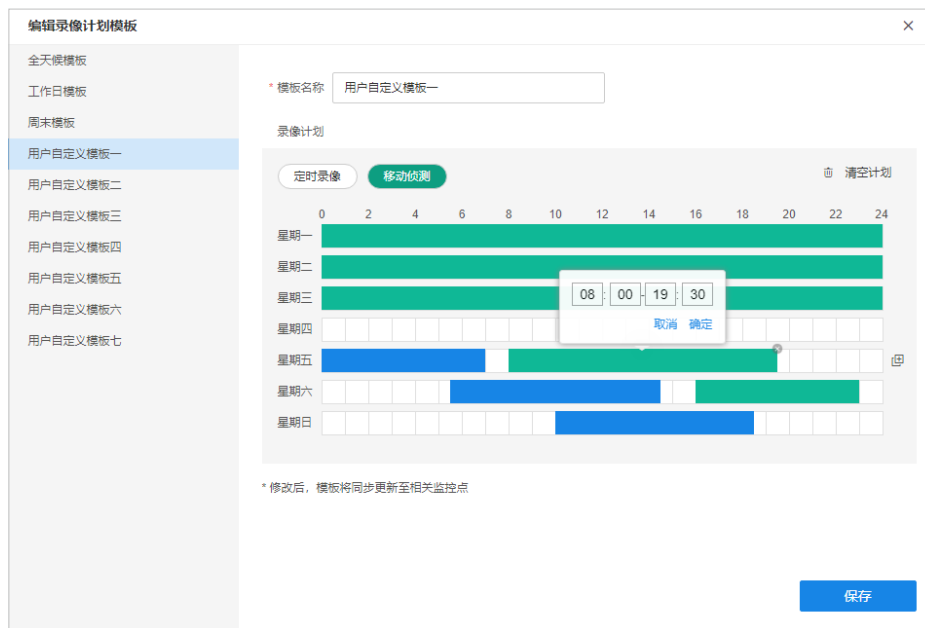 编辑录像计划模板
全天候模板
工作日模板
周末模板
用户自定义模板一
用户自定义模板二
用户自定义模板三
用户自定义模板四
用户自定义模板五
用户自定义模板六
用户自定义模板七
* 模板名称 用户自定义模板一
录像计划
定时录像 移动侦测 清空计划
0 2 4 6 8 10 12 14 16 18 20 22 24
星期一
星期二
星期三
08 : 00 - 19 : 30
取消 确定
星期四
星期五
星期六
星期日
* 修改后，模板将同步更新至相关监控点
保存